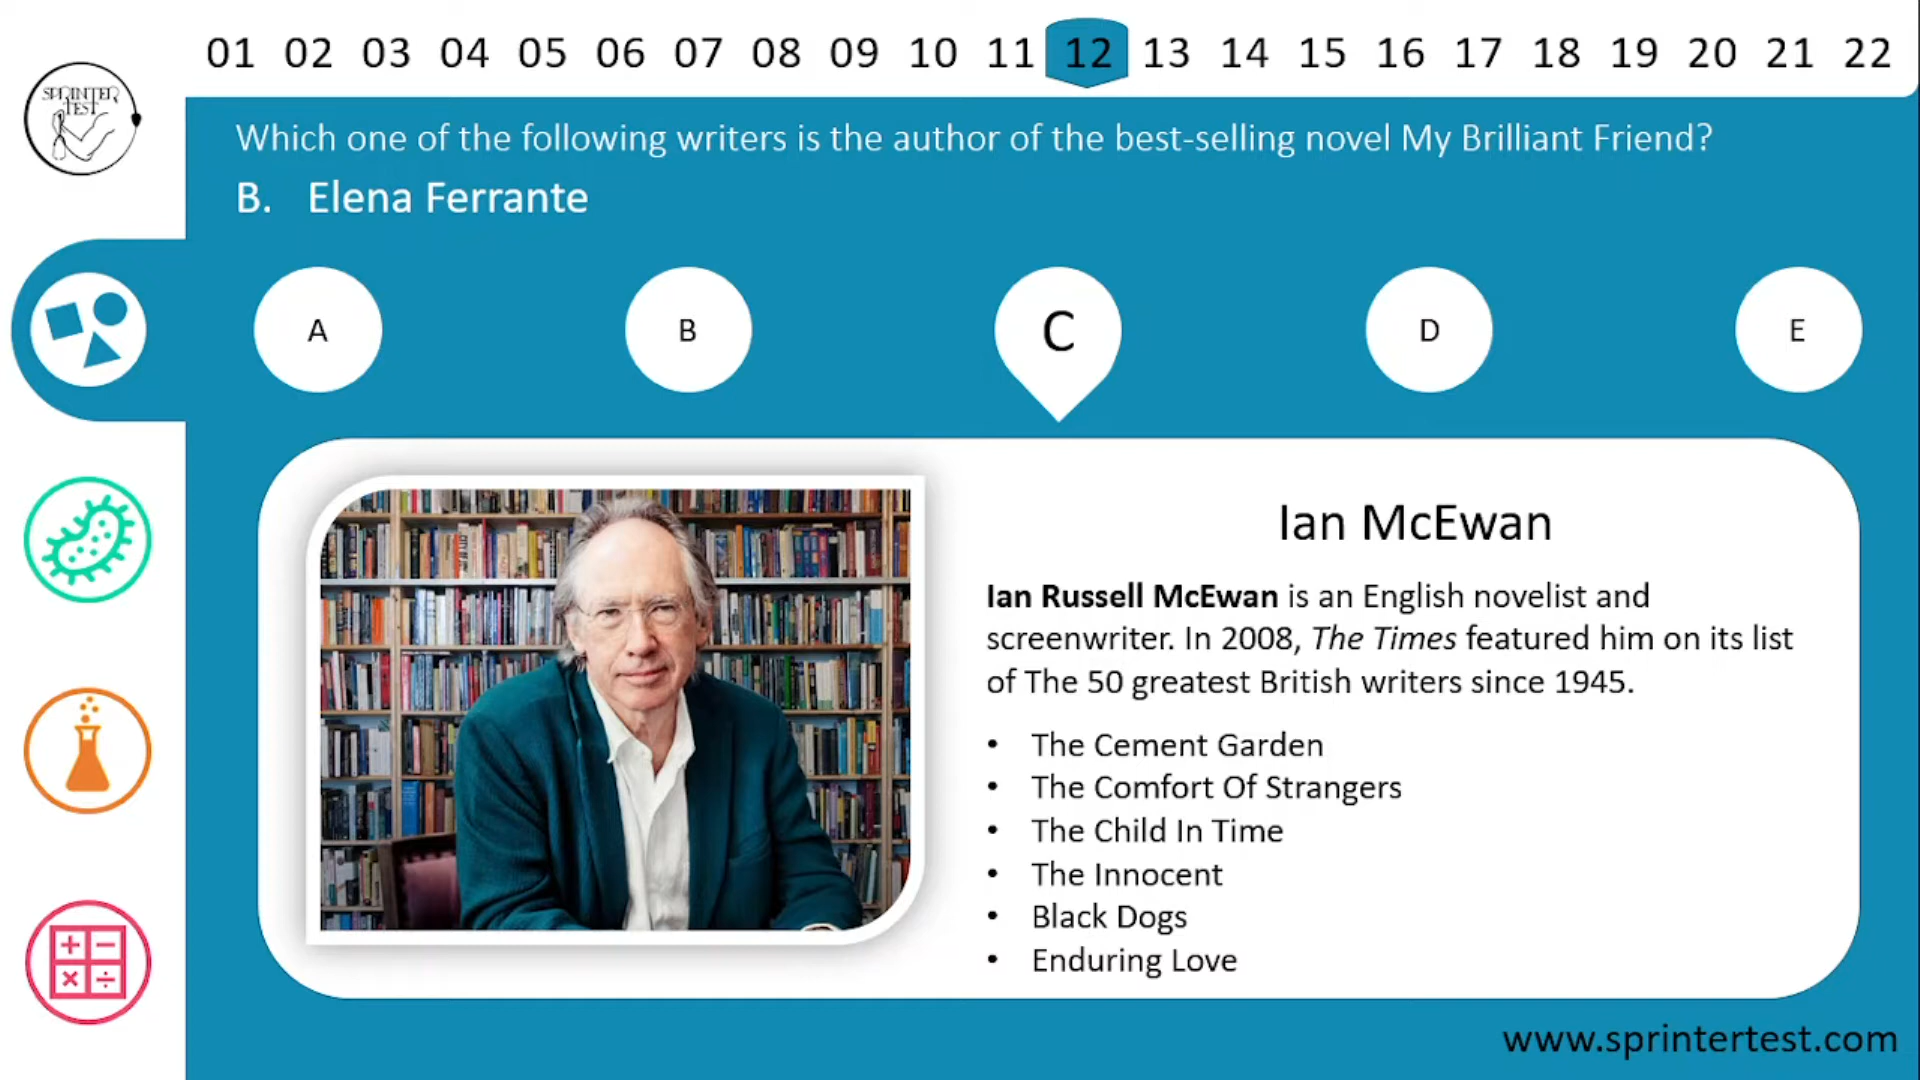 01 02 03 04 05 06 07 08 09 10 11 12 13 14 15 16 17 18 19 20 21 22
SPRINTER
TEST
Which one of the following writers is the author of the best-selling novel My Brilliant Friend?
B. Elena Ferrante
A B C D E
Ian McEwan
Ian Russell McEwan is an English novelist and
screenwriter. In 2008, The Times featured him on its list
of The 50 greatest British writers since 1945.
• The Cement Garden
• The Comfort Of Strangers
• The Child In Time
• The Innocent
• Black Dogs
• Enduring Love
+ −
× ÷
www.sprintertest.com